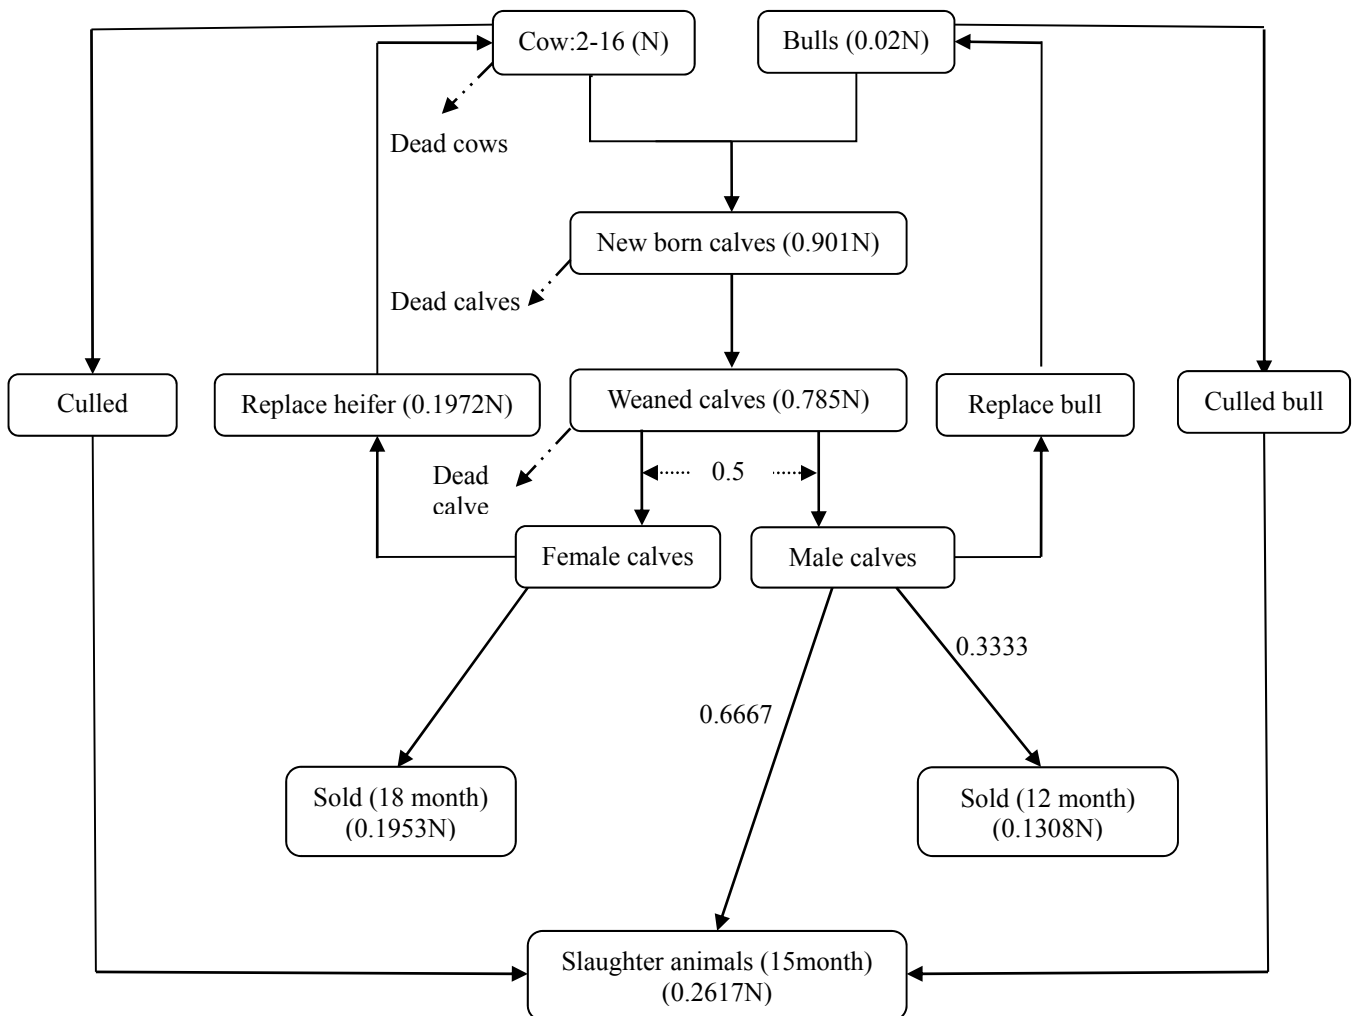 Cow:2-16 (N)
Bulls (0.02N)
Dead cows
New born calves (0.901N)
Dead calves
Culled
Replace heifer (0.1972N)
Weaned calves (0.785N)
Replace bull
Culled bull
Dead
calve
0.5
Female calves
Male calves
0.3333
0.6667
Sold (18 month)
(0.1953N)
Sold (12 month)
(0.1308N)
Slaughter animals (15month)
(0.2617N)